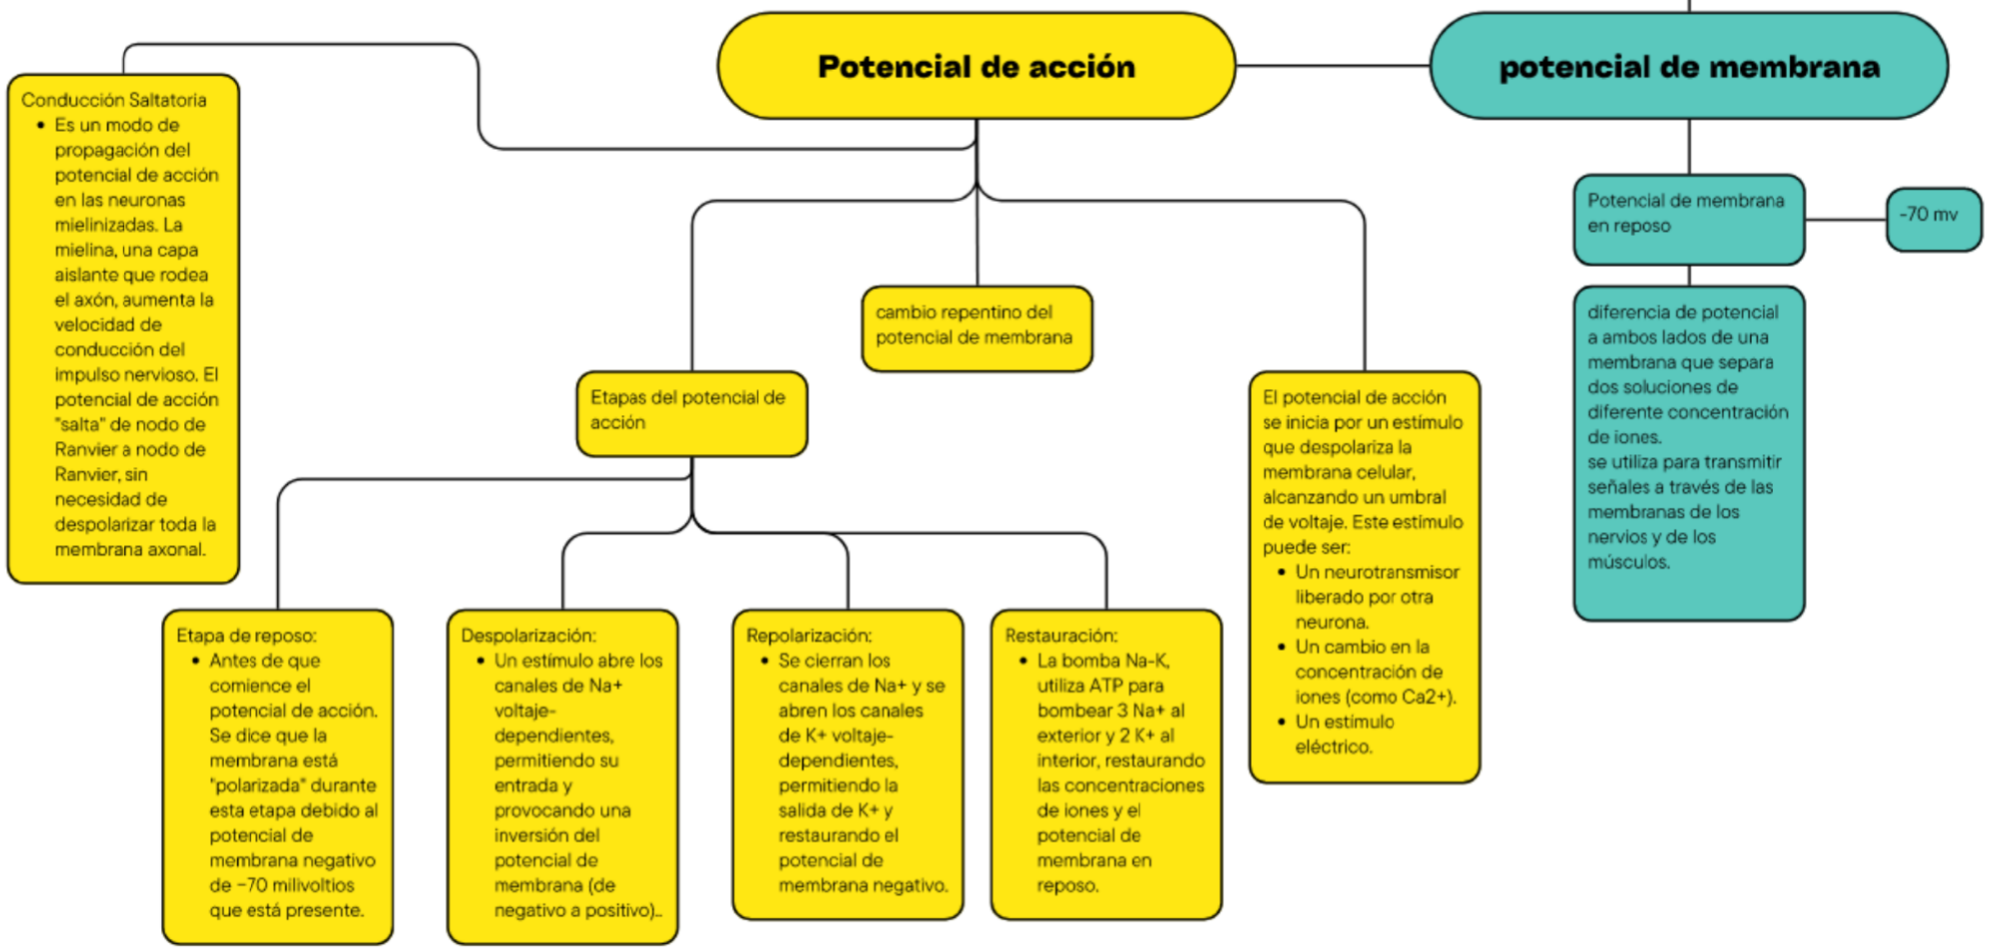 Potencial de acción
potencial de membrana
Conducción Saltatoria
• Es un modo de
propagación del
potencial de acción
en las neuronas
mielinizadas. La
mielina, una capa
aislante que rodea
el axón, aumenta la
velocidad de
conducción del
impulso nervioso. El
potencial de acción
"salta" de nodo de
Ranvier a nodo de
Ranvier, sin
necesidad de
despolarizar toda la
membrana axonal.
cambio repentino del
potencial de membrana
Etapas del potencial de
acción
Etapa de reposo:
• Antes de que
comience el
potencial de acción.
Se dice que la
membrana está
"polarizada" durante
esta etapa debido al
potencial de
membrana negativo
de −70 milivoltios
que está presente.
Despolarización:
• Un estímulo abre los
canales de Na+
voltaje-
dependientes,
permitiendo su
entrada y
provocando una
inversión del
potencial de
membrana (de
negativo a positivo)..
Repolarización:
• Se cierran los
canales de Na+ y se
abren los canales
de K+ voltaje-
dependientes,
permitiendo la
salida de K+ y
restaurando el
potencial de
membrana negativo.
Restauración:
• La bomba Na-K,
utiliza ATP para
bombear 3 Na+ al
exterior y 2 K+ al
interior, restaurando
las concentraciones
de iones y el
potencial de
membrana en
reposo.
El potencial de acción
se inicia por un estímulo
que despolariza la
membrana celular,
alcanzando un umbral
de voltaje. Este estímulo
puede ser:
• Un neurotransmisor
liberado por otra
neurona.
• Un cambio en la
concentración de
iones (como Ca2+).
• Un estímulo
eléctrico.
Potencial de membrana
en reposo
-70 mv
diferencia de potencial
a ambos lados de una
membrana que separa
dos soluciones de
diferente concentración
de iones.
se utiliza para transmitir
señales a través de las
membranas de los
nervios y de los
músculos.